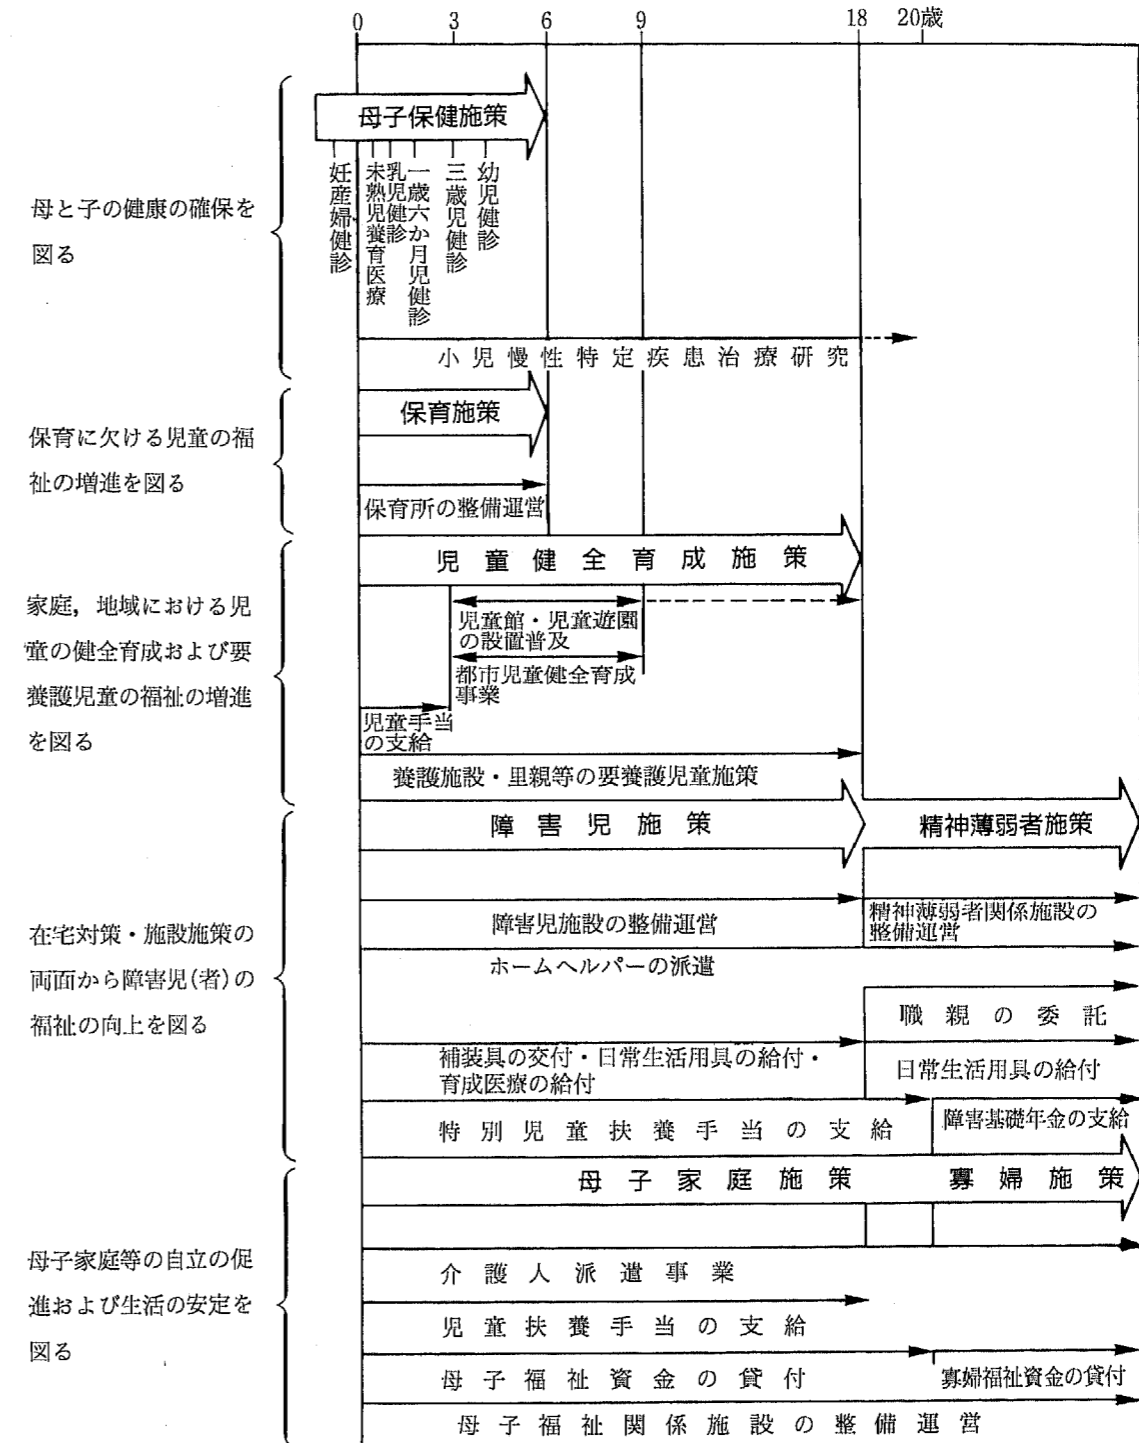 0 3 6 9 18 20歳
母と子の健康の確保を
図る
母子保健施策
妊産婦健診
未熟児養育医療
乳児健診
一歳六か月児健診
三歳児健診
幼児健診
小児慢性特定疾患治療研究
保育に欠ける児童の福
祉の増進を図る
保育施策
保育所の整備運営
家庭，地域における児
童の健全育成および要
養護児童の福祉の増進
を図る
児童健全育成施策
児童館・児童遊園
の設置普及
都市児童健全育成
事業
児童手当
の支給
養護施設・里親等の要養護児童施策
在宅対策・施設施策の
両面から障害児(者)の
福祉の向上を図る
障害児施策
精神薄弱者施策
障害児施設の整備運営
精神薄弱者関係施設の
整備運営
ホームヘルパーの派遣
職親の委託
補装具の交付・日常生活用具の給付・
育成医療の給付
日常生活用具の給付
特別児童扶養手当の支給
障害基礎年金の支給
母子家庭等の自立の促
進および生活の安定を
図る
母子家庭施策
寡婦施策
介護人派遣事業
児童扶養手当の支給
母子福祉資金の貸付
寡婦福祉資金の貸付
母子福祉関係施設の整備運営